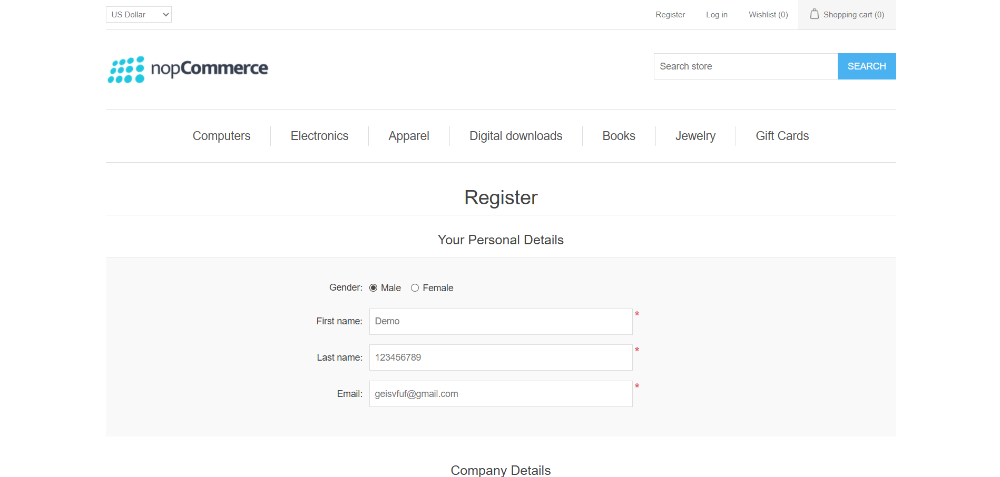 US Dollar Register Log in Wishlist (0) Shopping cart (0)
nopCommerce Search store SEARCH
Computers Electronics Apparel Digital downloads Books Jewelry Gift Cards
Register
Your Personal Details
Gender: Male Female
First name: Demo *
Last name: 123456789 *
Email: geisvfuf@gmail.com *
Company Details